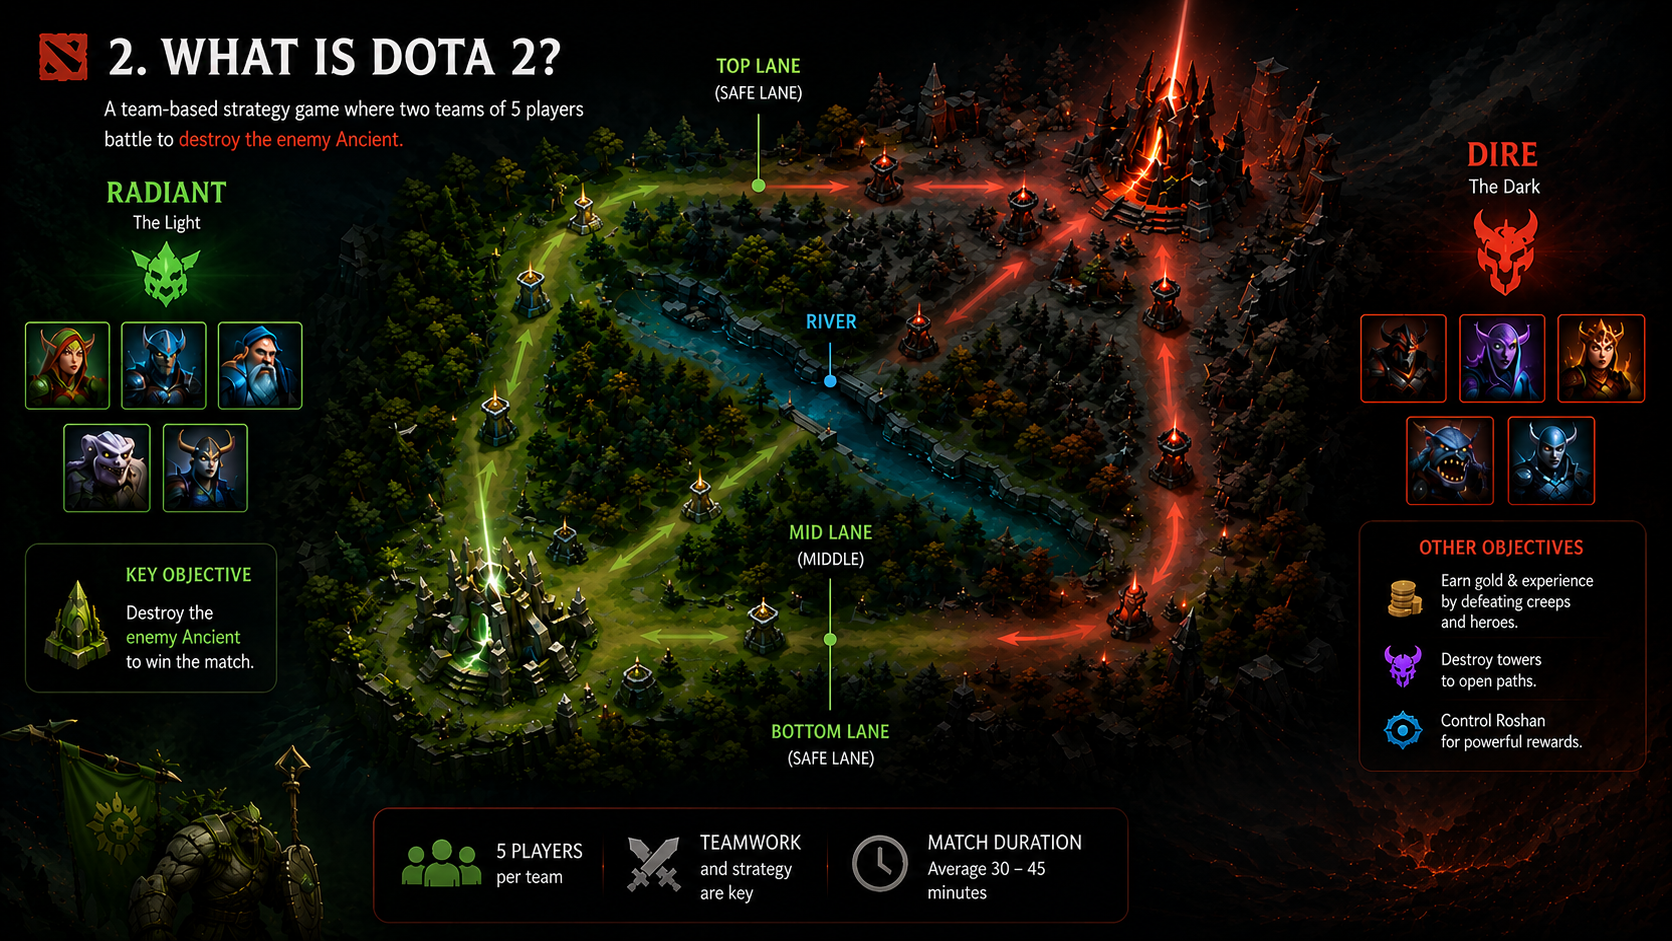 2. WHAT IS DOTA 2?
A team-based strategy game where two teams of 5 players
battle to destroy the enemy Ancient.
RADIANT
The Light
KEY OBJECTIVE
Destroy the
enemy Ancient
to win the match.
TOP LANE
(SAFE LANE)
RIVER
MID LANE
(MIDDLE)
BOTTOM LANE
(SAFE LANE)
DIRE
The Dark
OTHER OBJECTIVES
Earn gold & experience
by defeating creeps
and heroes.
Destroy towers
to open paths.
Control Roshan
for powerful rewards.
5 PLAYERS
per team
TEAMWORK
and strategy
are key
MATCH DURATION
Average 30 – 45
minutes